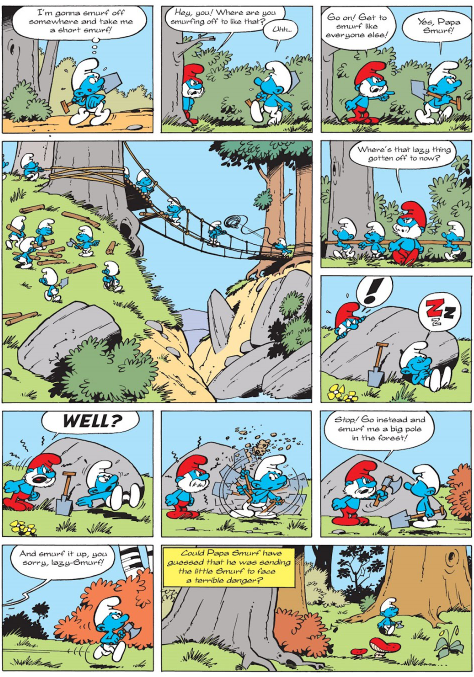 I'm gonna smurf off
somewhere and take me
a short smurf!
Hey, you! Where are you
smurfing off to like that?
Uhh...
Go on! Get to
smurf like
everyone else!
Yes, Papa
Smurf!
Where's that lazy thing
gotten off to now?
!
ZZZ
WELL?
Stop! Go instead and
smurf me a big pole
in the forest!
And smurf it up, you
sorry, lazy-Smurf!
Could Papa Smurf have
guessed that he was sending
the little Smurf to face
a terrible danger?